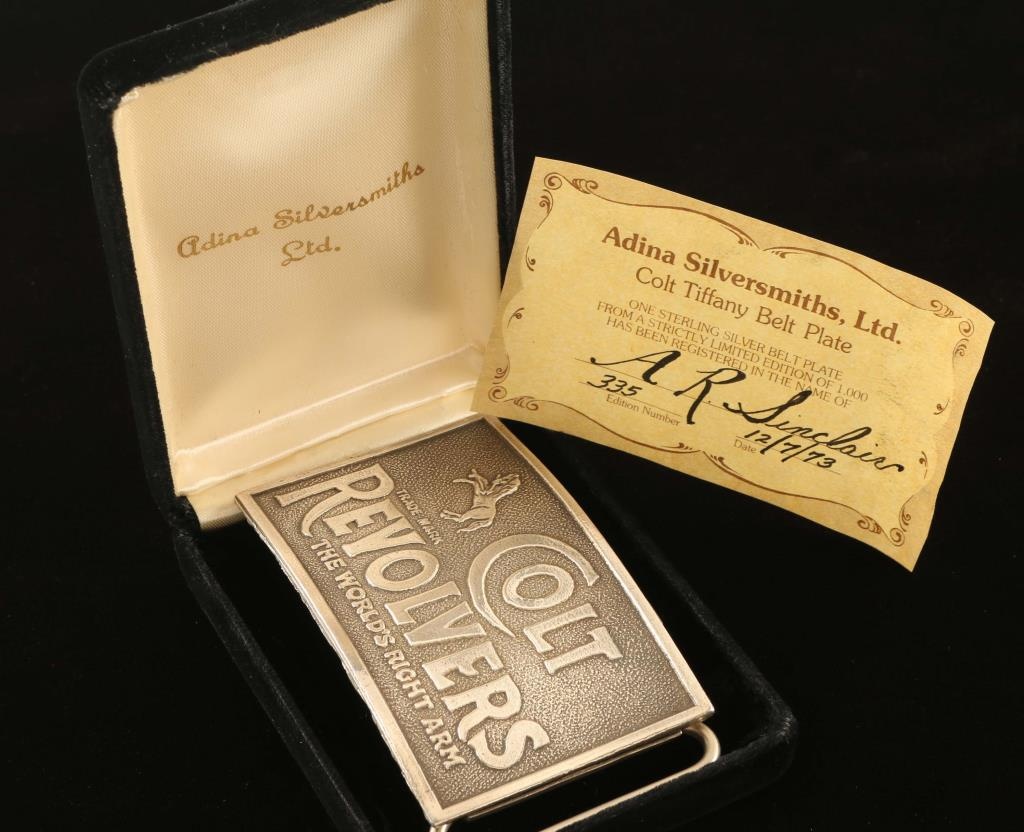 Adina Silversmiths
Ltd.
Adina Silversmiths, Ltd.
Colt Tiffany Belt Plate
ONE STERLING SILVER BELT PLATE
FROM A STRICTLY LIMITED EDITION OF 1,000
HAS BEEN REGISTERED IN THE NAME OF
A R. Sinclair
335
Edition Number
12/7/73
Date
COLT
TRADE MARK
REVOLVERS
THE WORLD'S RIGHT ARM